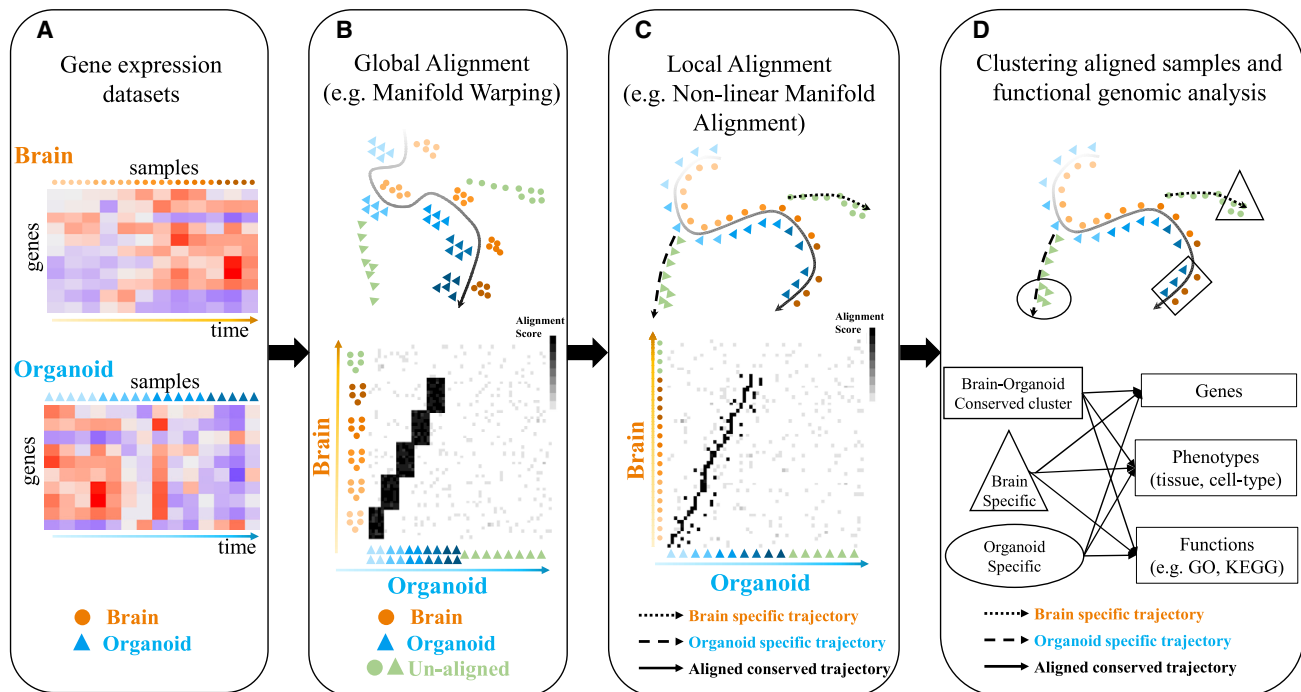 A
Gene expression
datasets
Brain
samples
genes
time
Organoid
samples
genes
time
Brain
Organoid
B
Global Alignment
(e.g. Manifold Warping)
Alignment
Score
Brain
Organoid
Brain
Organoid
Un-aligned
C
Local Alignment
(e.g. Non-linear Manifold
Alignment)
Alignment
Score
Brain
Organoid
Brain specific trajectory
Organoid specific trajectory
Aligned conserved trajectory
D
Clustering aligned samples and
functional genomic analysis
Brain-Organoid
Conserved cluster
Brain
Specific
Organoid
Specific
Genes
Phenotypes
(tissue, cell-type)
Functions
(e.g. GO, KEGG)
Brain specific trajectory
Organoid specific trajectory
Aligned conserved trajectory